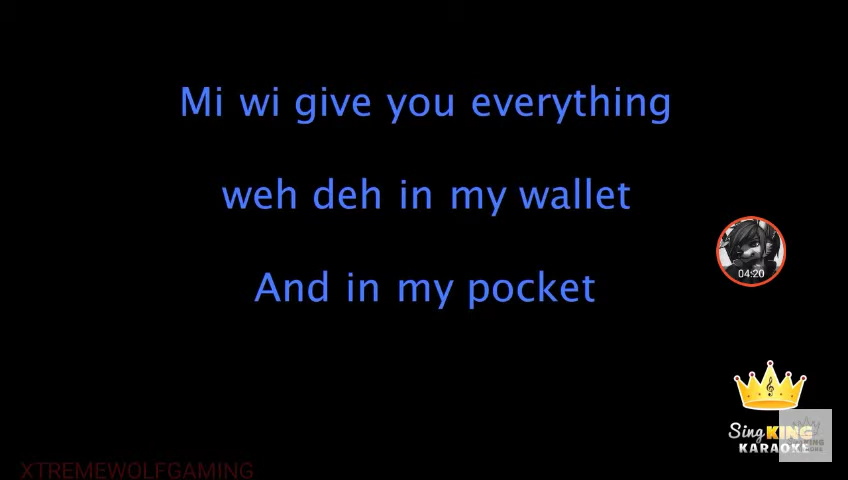 Mi wi give you everything
weh deh in my wallet
And in my pocket
04:20
Sing KING
KARAOKE
XTREMEWOLFGAMING